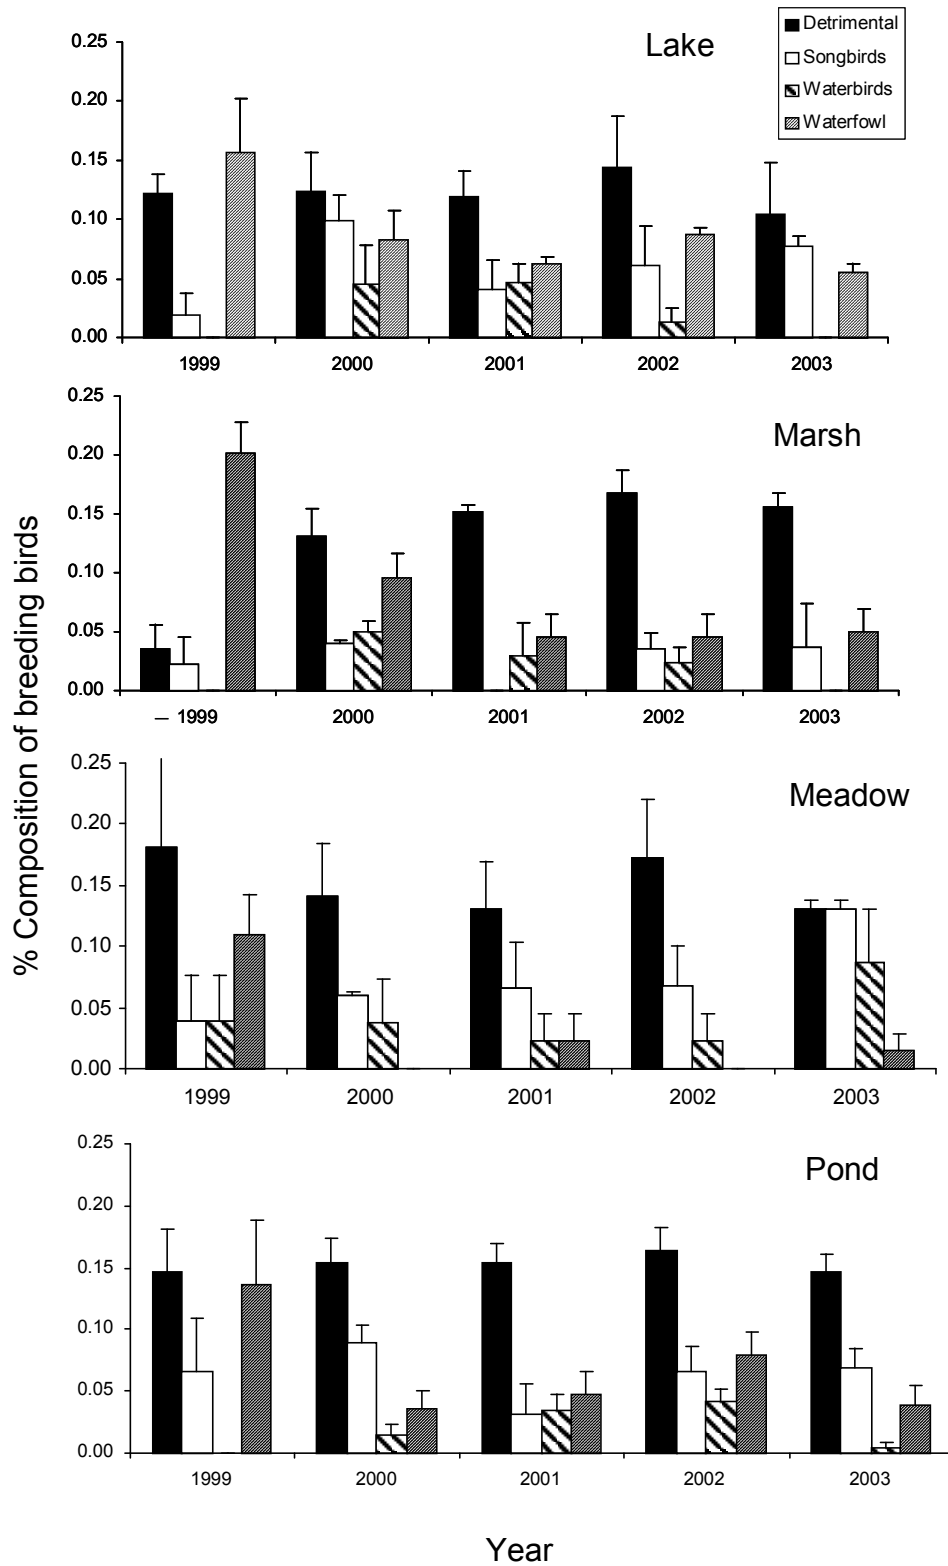 Lake
Detrimental
Songbirds
Waterbirds
Waterfowl
0.25
0.20
0.15
0.10
0.05
0.00
1999 2000 2001 2002 2003
Marsh
0.25
0.20
0.15
0.10
0.05
0.00
– 1999 2000 2001 2002 2003
% Composition of breeding birds
Meadow
0.25
0.20
0.15
0.10
0.05
0.00
1999 2000 2001 2002 2003
Pond
0.25
0.20
0.15
0.10
0.05
0.00
1999 2000 2001 2002 2003
Year